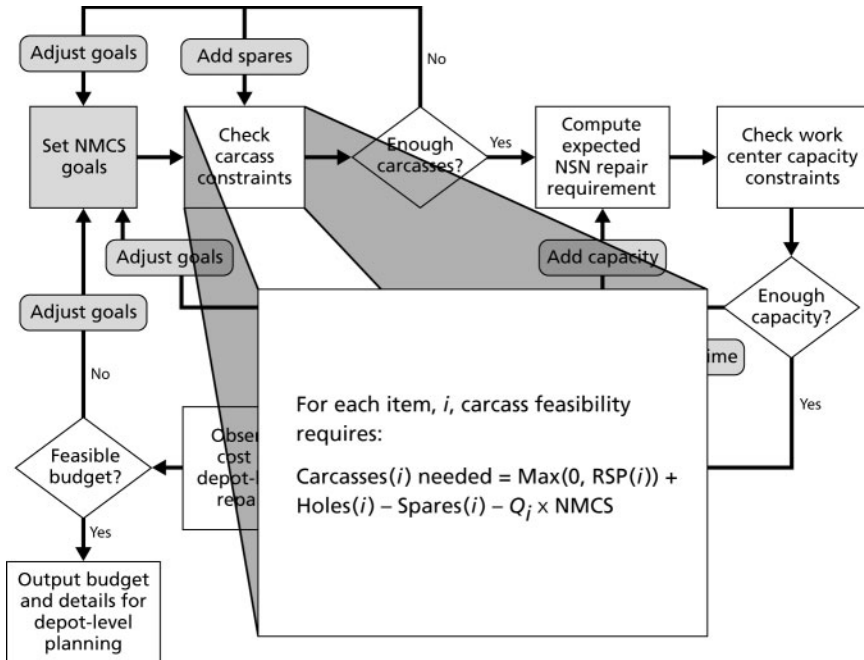 Adjust goals
Add spares
No
Set NMCS
goals
Check
carcass
constraints
Enough
carcasses?
Yes
Compute
expected
NSN repair
requirement
Check work
center capacity
constraints
Adjust goals
Add capacity
Adjust goals
Enough
capacity?
No
Yes
For each item, i, carcass feasibility
requires:
Carcasses(i) needed = Max(0, RSP(i)) +
Holes(i) – Spares(i) – Qi x NMCS
Feasible
budget?
cost
Yes
Output budget
and details for
depot-level
planning